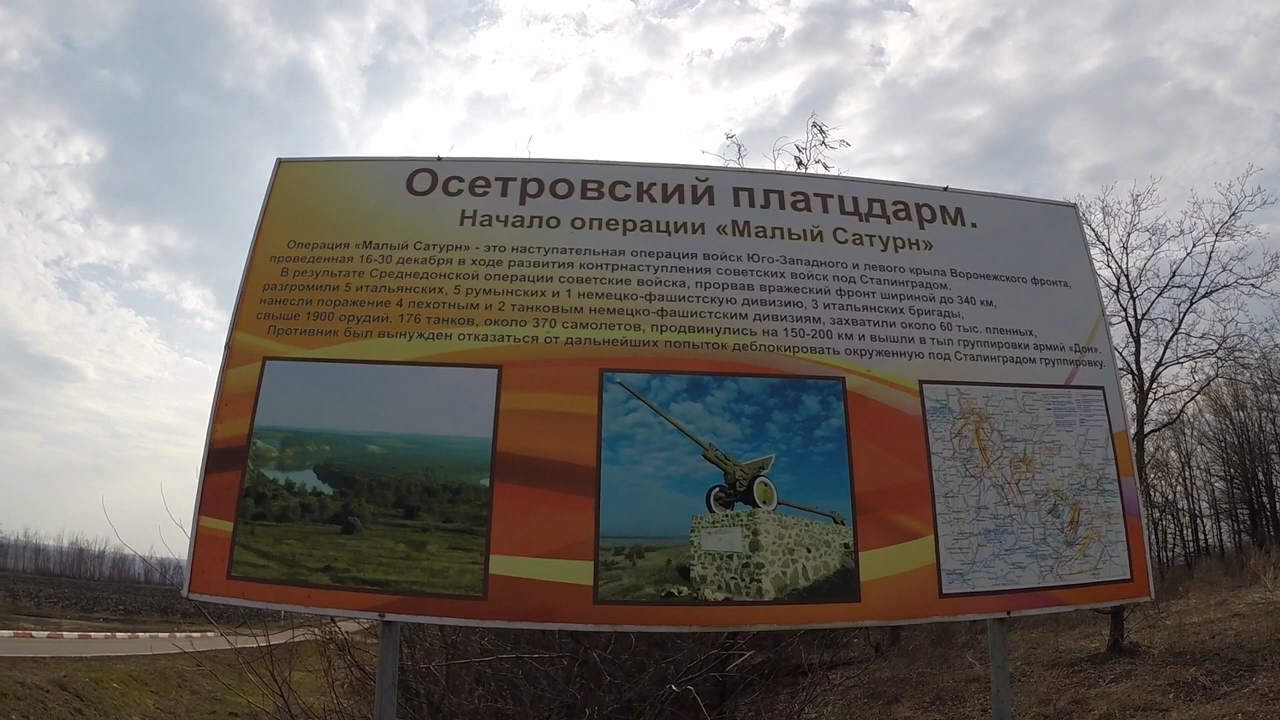 Осетровский платцдарм.
Начало операции «Малый Сатурн»
Операция «Малый Сатурн» - это наступательная операция войск Юго-Западного и левого крыла Воронежского фронта,
проведенная 16-30 декабря в ходе развития контрнаступления советских войск под Сталинградом.
В результате Среднедонской операции советские войска, прорвав вражеский фронт шириной до 340 км,
разгромили 5 итальянских, 5 румынских и 1 немецко-фашистскую дивизию, 3 итальянских бригады,
нанесли поражение 4 пехотным и 2 танковым немецко-фашистским дивизиям, захватили около 60 тыс. пленных,
свыше 1900 орудий, 176 танков, около 370 самолетов, продвинулись на 150-200 км и вышли в тыл группировки армий «Дон».
Противник был вынужден отказаться от дальнейших попыток деблокировать окруженную под Сталинградом группировку.